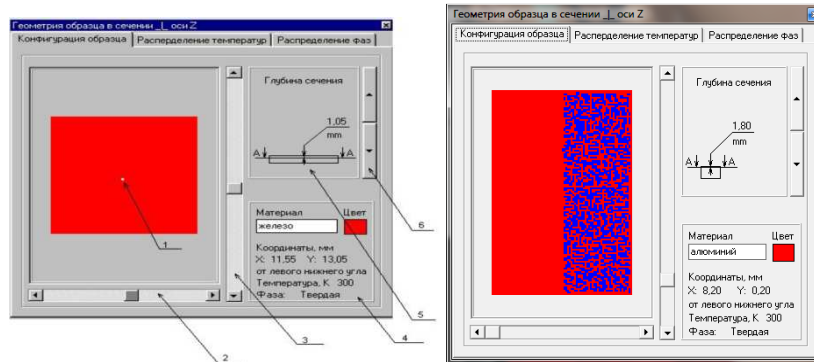 Геометрия образца в сечении _|_ оси Z
Конфигурация образца
Распределение температур
Распределение фаз
Глубина сечения
1,05
mm
A
A
6
Материал
Цвет
железо
1
Координаты, мм
X: 11,55 Y: 13,05
от левого нижнего угла
Температура, К 300
Фаза: Твердая
5
4
3
2
Геометрия образца в сечении _|_ оси Z
Конфигурация образца
Распределение температур
Распределение фаз
Глубина сечения
1,80
mm
A
A
Материал
Цвет
алюминий
Координаты, мм
X: 8,20 Y: 0,20
от левого нижнего угла
Температура, К 300
Фаза: Твердая